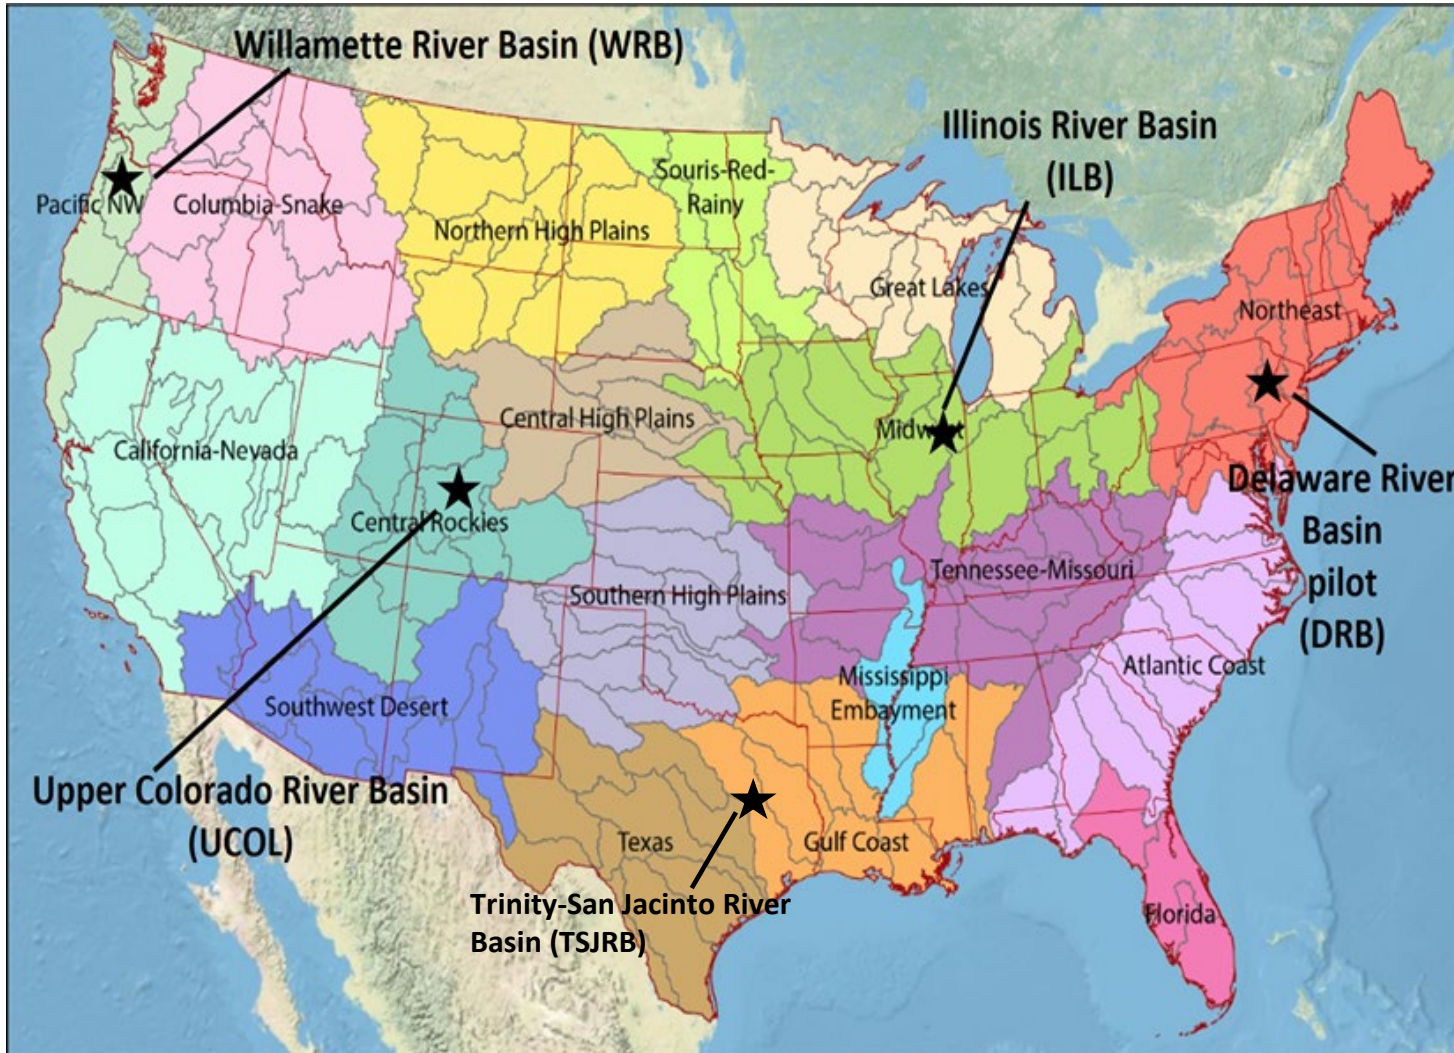 Willamette River Basin (WRB)
Illinois River Basin
(ILB)
Souris-Red-
Rainy
Pacific NW
Columbia-Snake
Northern High Plains
Great Lakes
Northeast
Central High Plains
Midwest
California-Nevada
Delaware River
Basin
pilot
(DRB)
Central Rockies
Tennessee-Missouri
Southern High Plains
Atlantic Coast
Mississippi
Embayment
Southwest Desert
Upper Colorado River Basin
(UCOL)
Texas
Gulf Coast
Trinity-San Jacinto River
Basin (TSJRB)
Florida